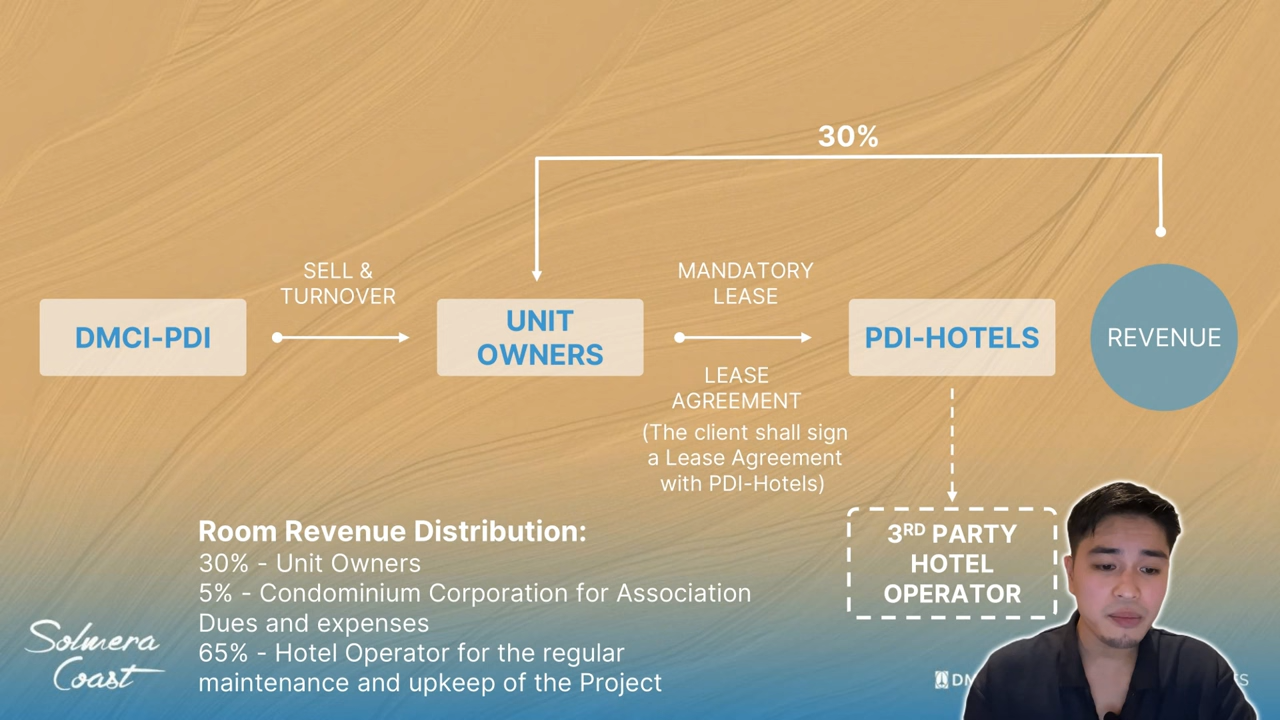 30%
SELL &
TURNOVER
MANDATORY
LEASE
DMCI-PDI
UNIT
OWNERS
PDI-HOTELS
REVENUE
LEASE
AGREEMENT
(The client shall sign
a Lease Agreement
with PDI-Hotels)
3RD PARTY
HOTEL
OPERATOR
Room Revenue Distribution:
30% - Unit Owners
5% - Condominium Corporation for Association
Dues and expenses
65% - Hotel Operator for the regular
maintenance and upkeep of the Project
Solmera
Coast